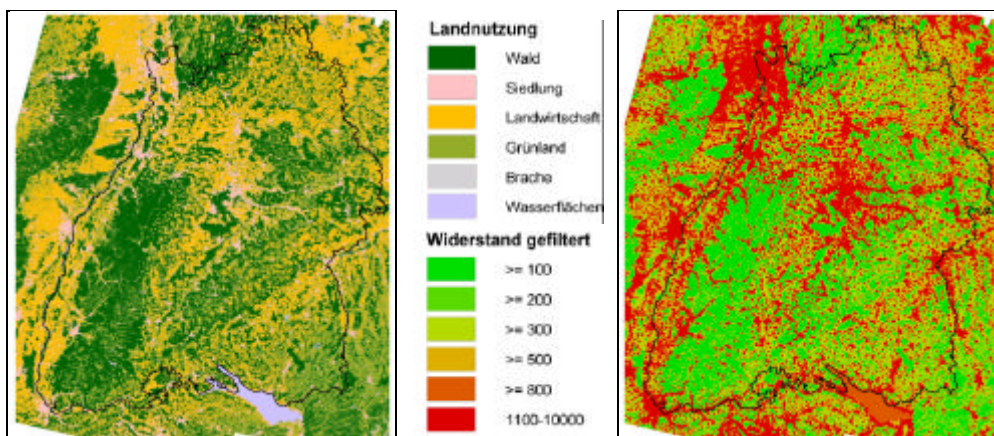 Landnutzung
Wald
Siedlung
Landwirtschaft
Grünland
Brache
Wasserflächen
Widerstand gefiltert
>= 100
>= 200
>= 300
>= 500
>= 800
1100-10000